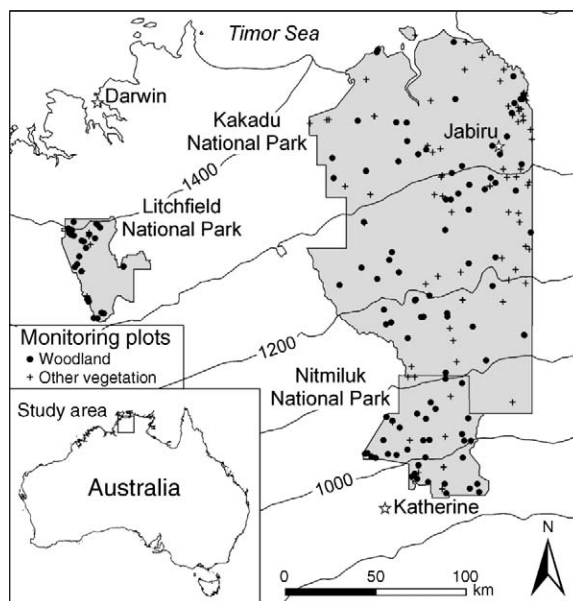 Timor Sea
Darwin
Kakadu
National Park
Jabiru
1400
Litchfield
National Park
Monitoring plots
Woodland
Other vegetation
1200
Nitmiluk
National Park
Study area
Australia
1000
Katherine
N
0 50 100
km